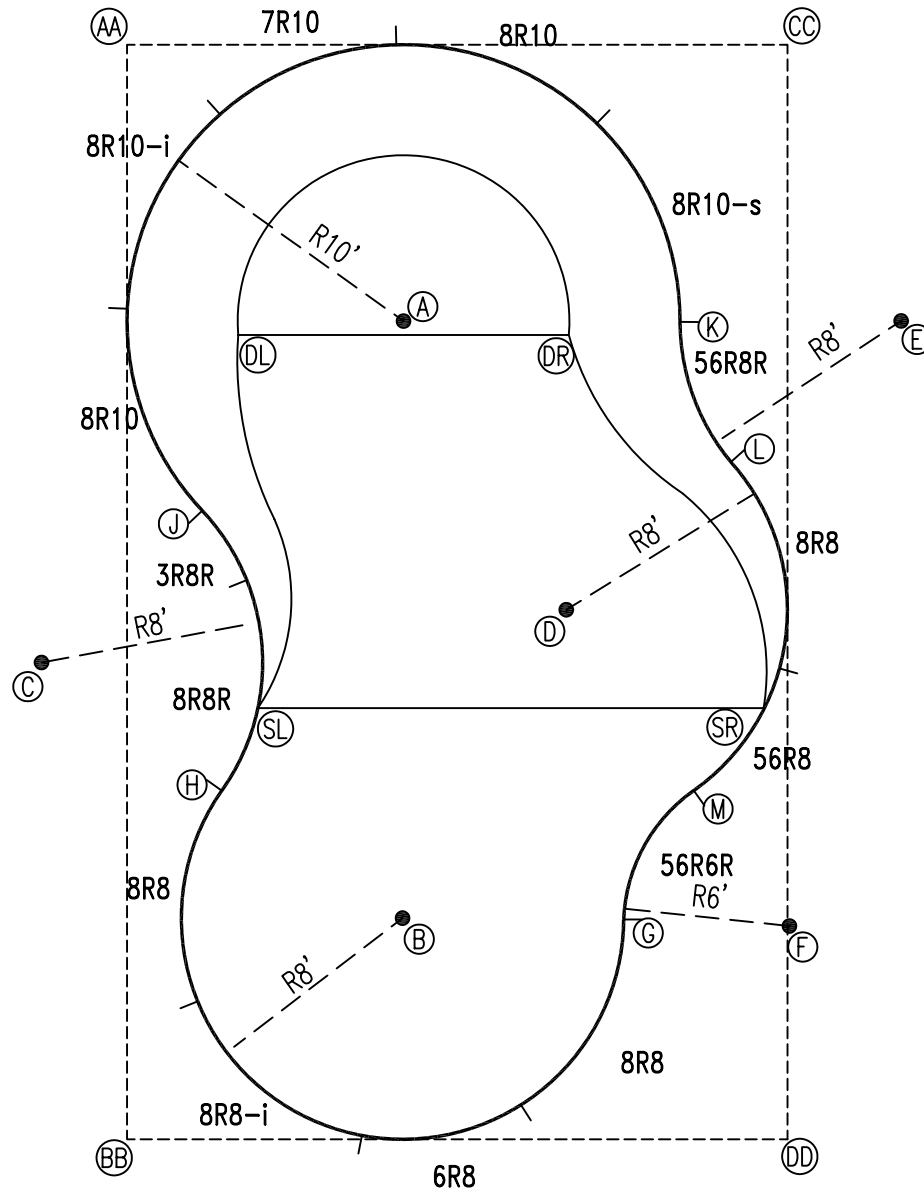 AA
7R10
8R10
CC
8R10-i
8R10-s
R10'
A
K
E
DL
DR
56R8R
R8'
8R10
L
J
R8'
8R8
3R8R
D
R8'
C
8R8R
SL
SR
56R8
H
M
8R8
56R6R
R6'
B
G
F
R8'
8R8
8R8-i
BB
DD
6R8